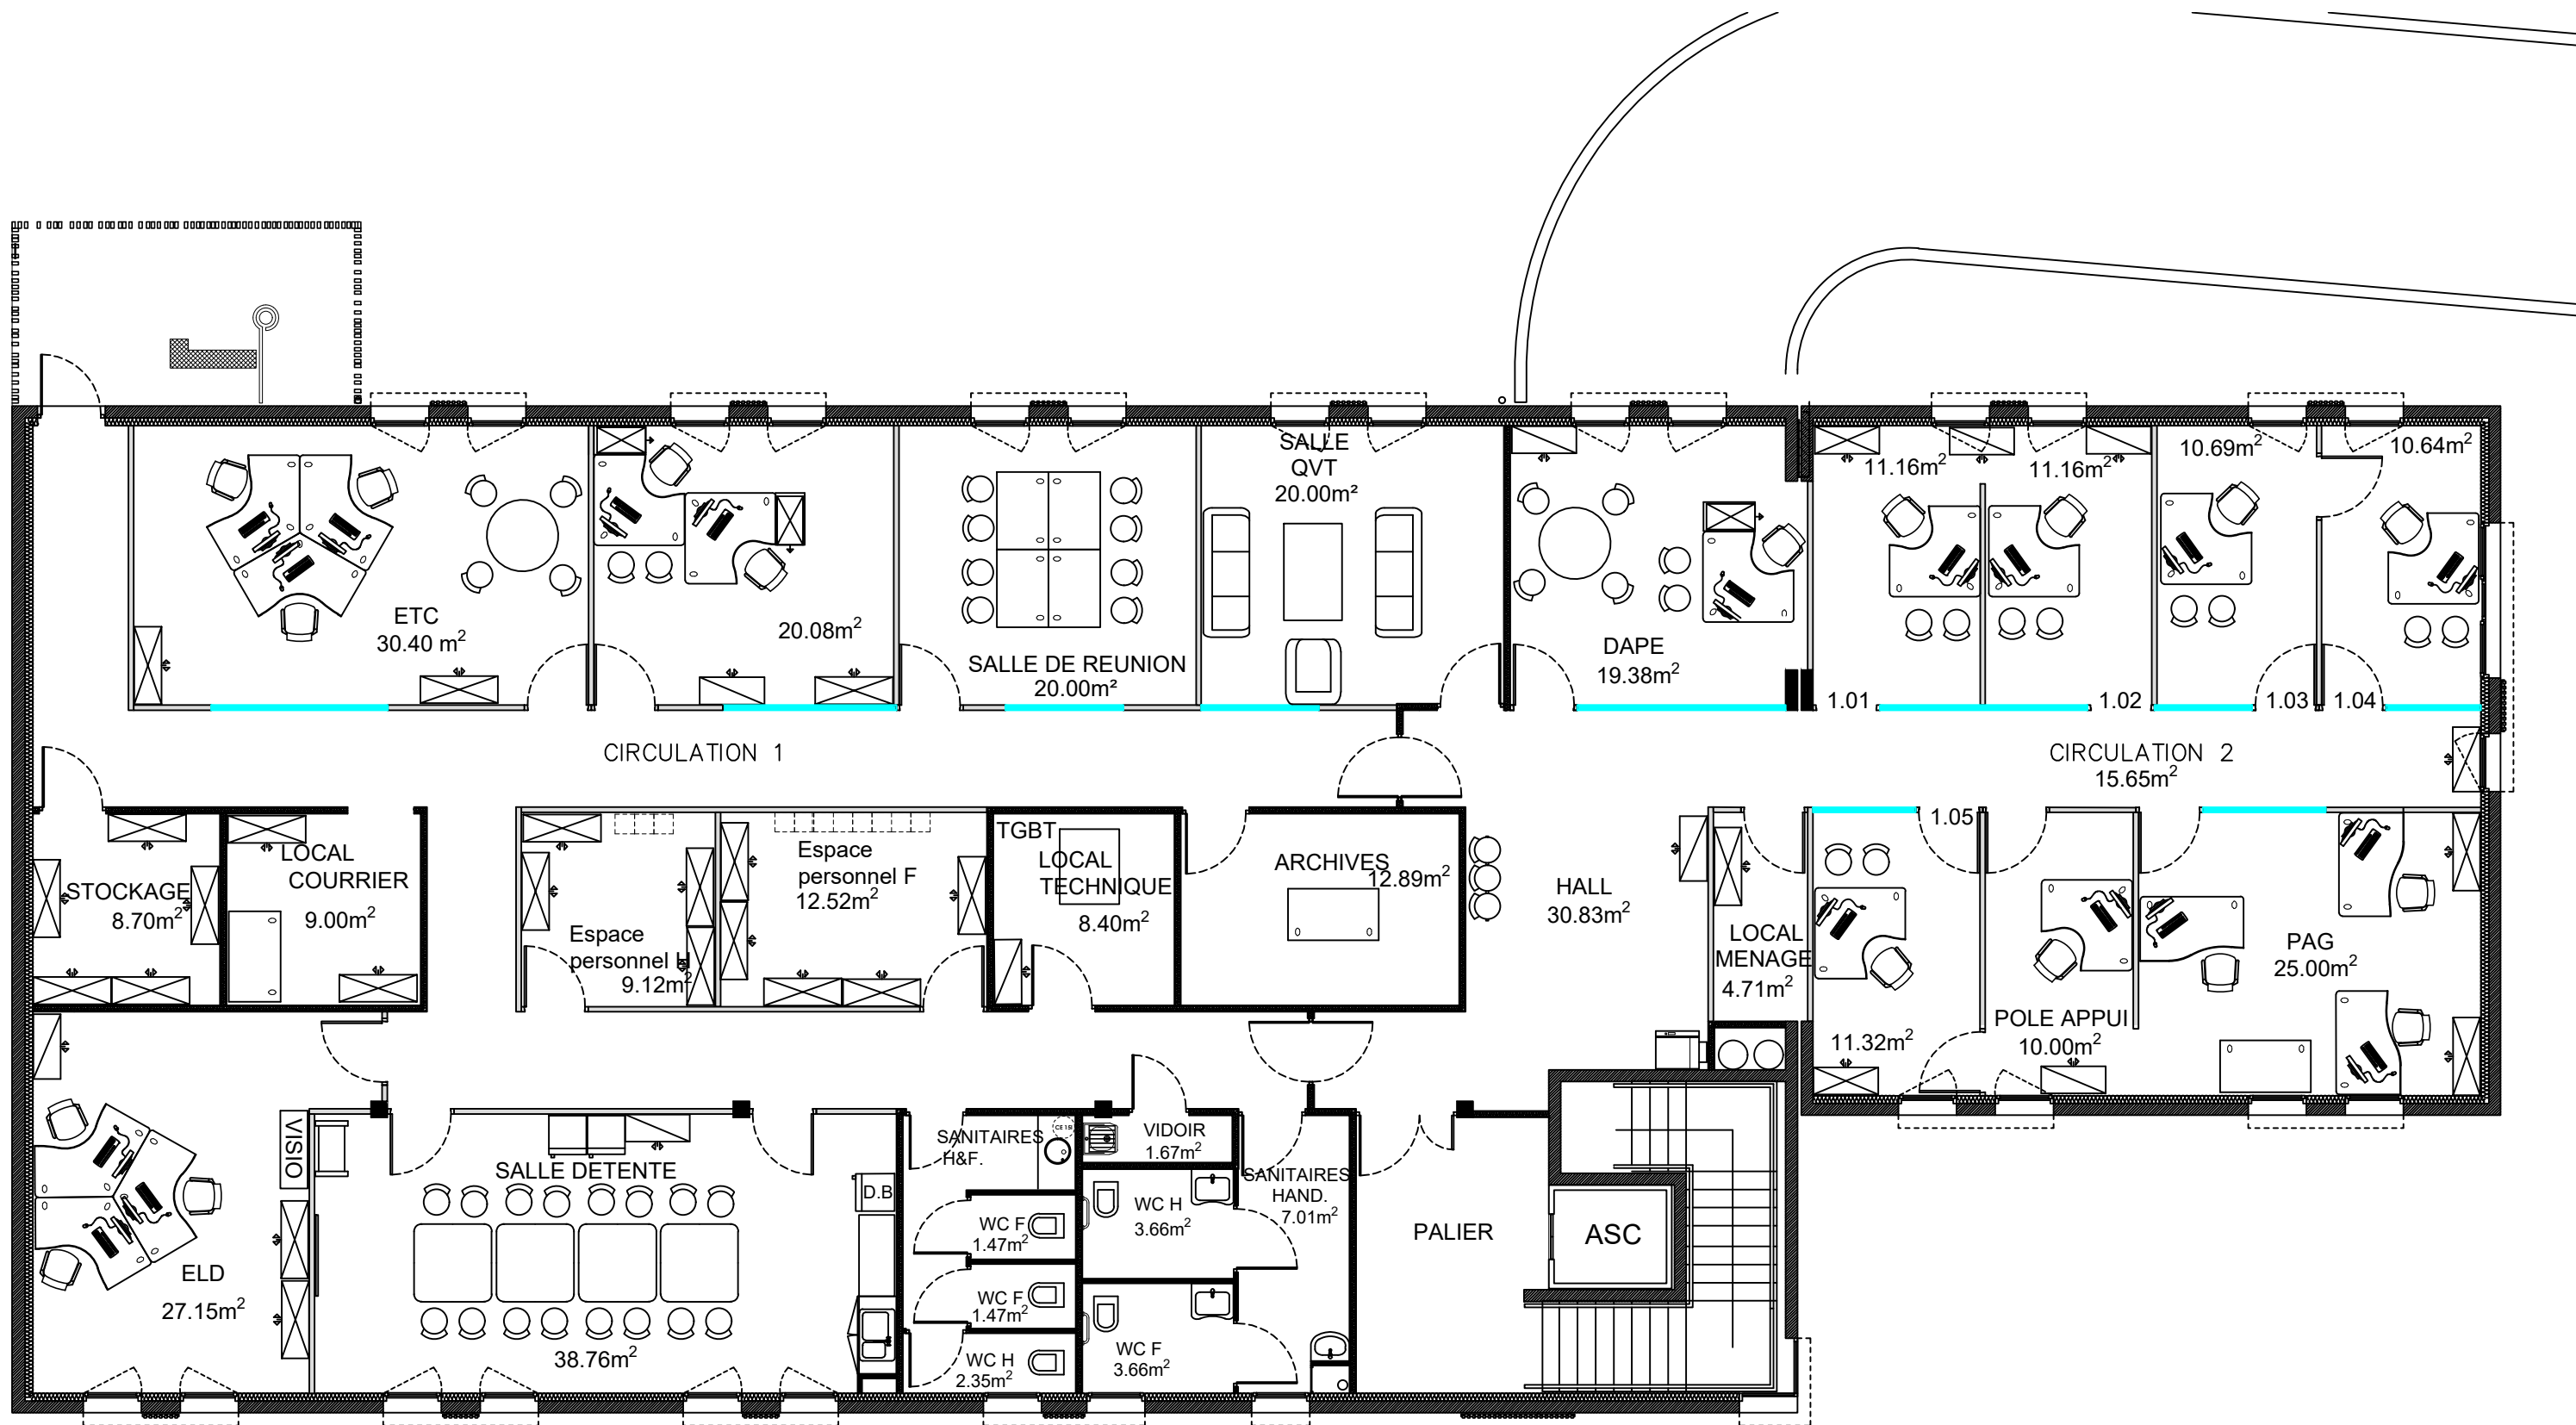 SALLE
QVT
20.00m²
11.16m²
11.16m²
10.69m²
10.64m²
ETC
30.40 m²
20.08m²
SALLE DE REUNION
20.00m²
DAPE
19.38m²
1.01
1.02
1.03
1.04
CIRCULATION 1
CIRCULATION 2
15.65m²
1.05
STOCKAGE
8.70m²
LOCAL
COURRIER
9.00m²
Espace
personnel H
9.12m²
Espace
personnel F
12.52m²
TGBT
LOCAL
TECHNIQUE
8.40m²
ARCHIVES
12.89m²
HALL
30.83m²
LOCAL
MENAGE
4.71m²
11.32m²
POLE APPUI
10.00m²
PAG
25.00m²
VISIO
ELD
27.15m²
SALLE DETENTE
38.76m²
D.B
SANITAIRES
H&F.
WC F
1.47m²
WC F
1.47m²
WC H
2.35m²
VIDOIR
1.67m²
WC H
3.66m²
WC F
3.66m²
SANITAIRES
HAND.
7.01m²
PALIER
ASC